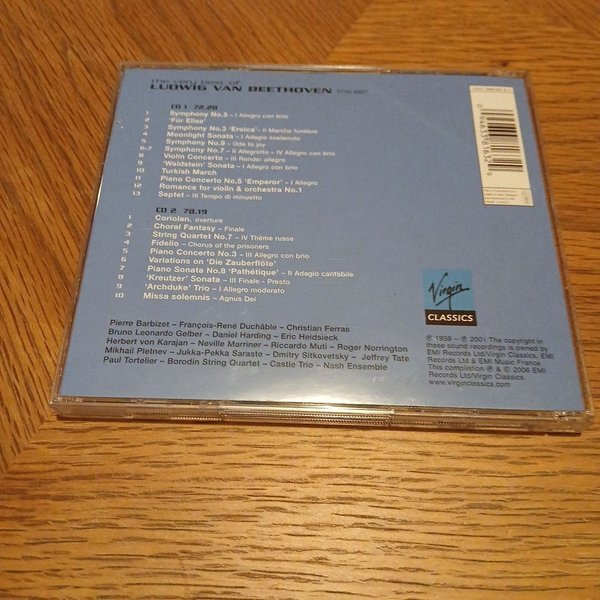 the very best of
LUDWIG VAN BEETHOVEN 1770-1827
CD 1 72.28
1 Symphony No.5 – I Allegro con brio
2 'Für Elise'
3 Symphony No.3 'Eroica' – II Marche funèbre
4 Moonlight Sonata – I Adagio sostenuto
5 Symphony No.9 – Ode to joy
6-7 Symphony No.7 – II Allegretto – IV Allegro con brio
8 Violin Concerto – III Rondo: allegro
9 'Waldstein' Sonata – I Allegro
10 Turkish March
11 Piano Concerto No.5 'Emperor' – I Allegro
12 Romance for violin & orchestra No.1
13 Septet – III Tempo di minuetto
CD 2 78.19
1 Coriolan, overture
2 Choral Fantasy – Finale
3 String Quartet No.7 – IV Thème russe
4 Fidelio – Chorus of the prisoners
5 Piano Concerto No.3 – III Allegro con brio
6 Variations on 'Die Zauberflöte'
7 Piano Sonata No.8 'Pathétique' – II Adagio cantabile
8 'Kreutzer' Sonata – III Finale - Presto
9 'Archduke' Trio – I Allegro moderato
10 Missa solemnis – Agnus Dei
Pierre Barbizet – François-René Duchâble – Christian Ferras
Bruno Leonardo Gelber – Daniel Harding – Eric Heidsieck
Herbert von Karajan – Neville Marriner – Riccardo Muti – Roger Norrington
Mikhail Pletnev – Jukka-Pekka Saraste – Dmitry Sitkovetsky – Jeffrey Tate
Paul Tortelier – Borodin String Quartet – Castle Trio – Nash Ensemble
Virgin
CLASSICS
℗ 1958 – ℗ 2001 The copyright in
these sound recordings is owned by
EMI Records Ltd/Virgin Classics, EMI
Records Ltd & EMI Music France.
This compilation ℗ & © 2006 EMI
Records Ltd/Virgin Classics.
www.virginclassics.com